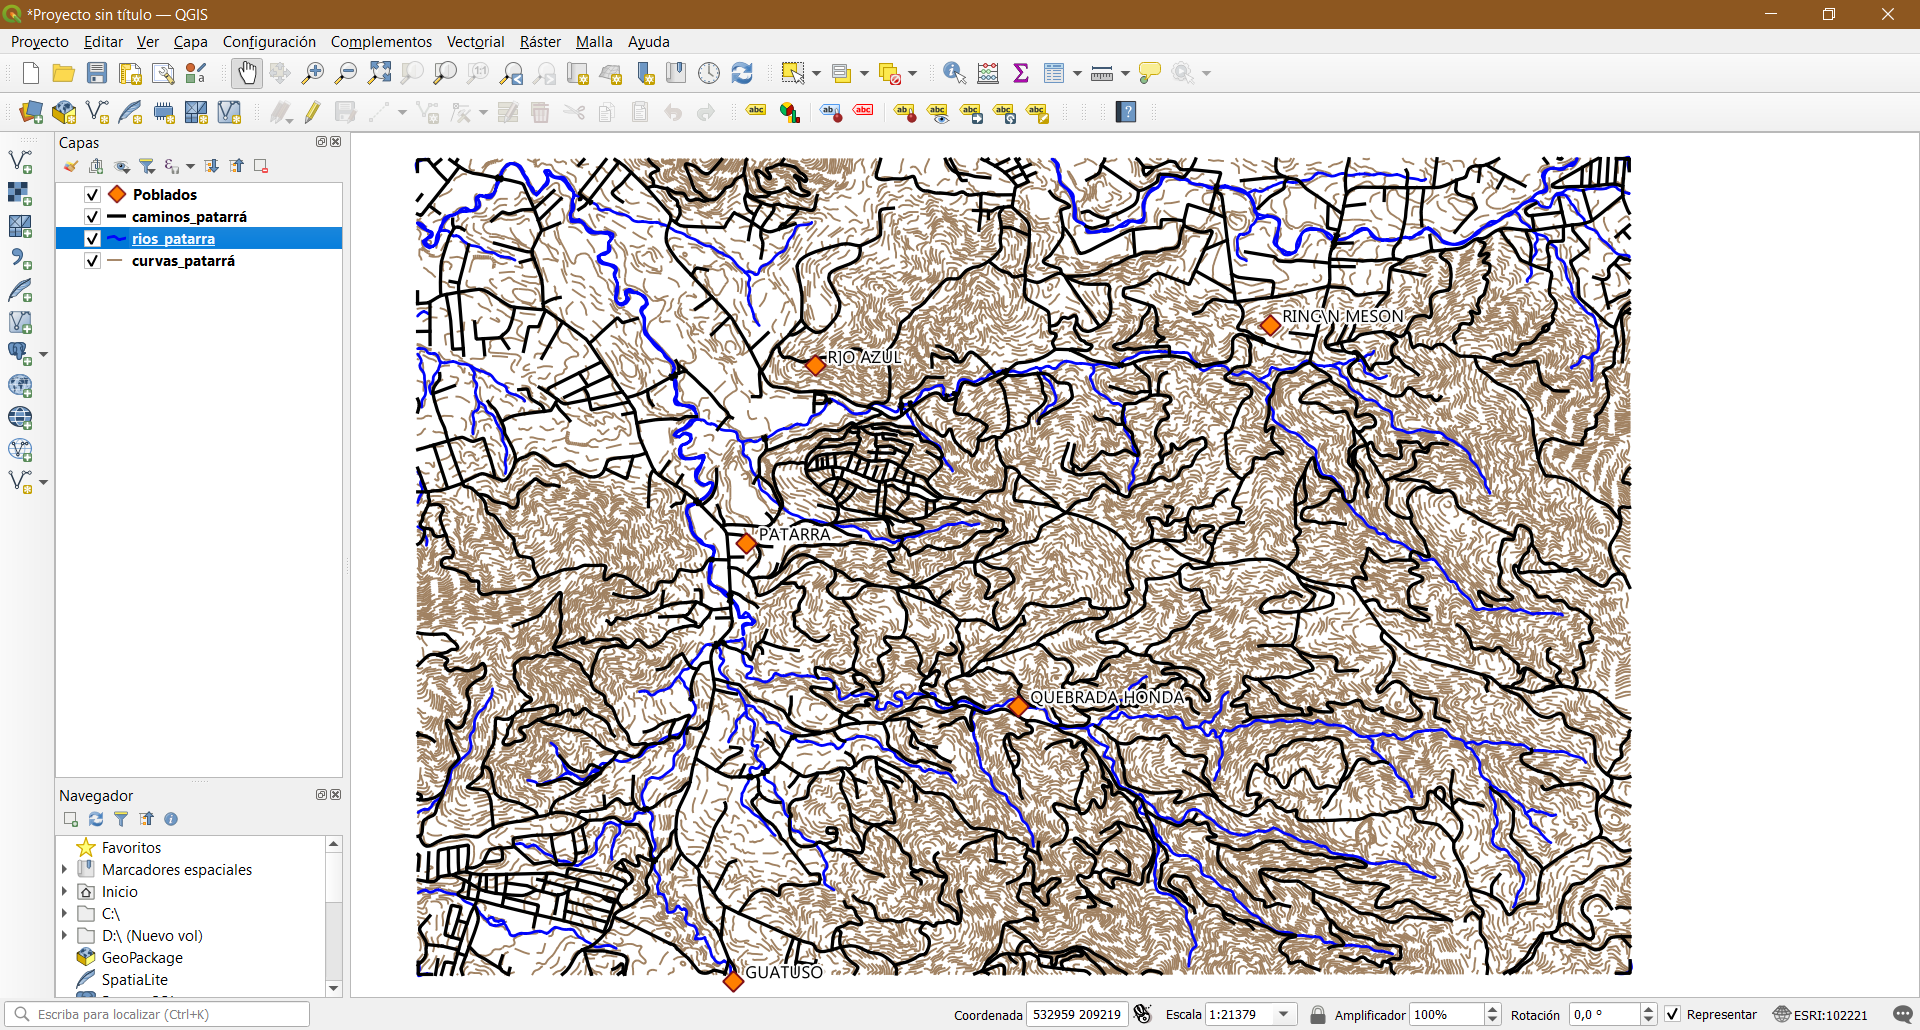 *Proyecto sin título — QGIS
Proyecto Editar Ver Capa Configuración Complementos Vectorial Ráster Malla Ayuda
Capas
Poblados
caminos_patarrá
rios_patarra
curvas_patarrá
RINC\N MESON
RIO AZUL
PATARRA
QUEBRADA HONDA
GUATUSO
Navegador
Favoritos
Marcadores espaciales
Inicio
C:\
D:\ (Nuevo vol)
GeoPackage
SpatiaLite
Escriba para localizar (Ctrl+K)
Coordenada 532959 209219 Escala 1:21379 Amplificador 100% Rotación 0,0 ° Representar ESRI:102221